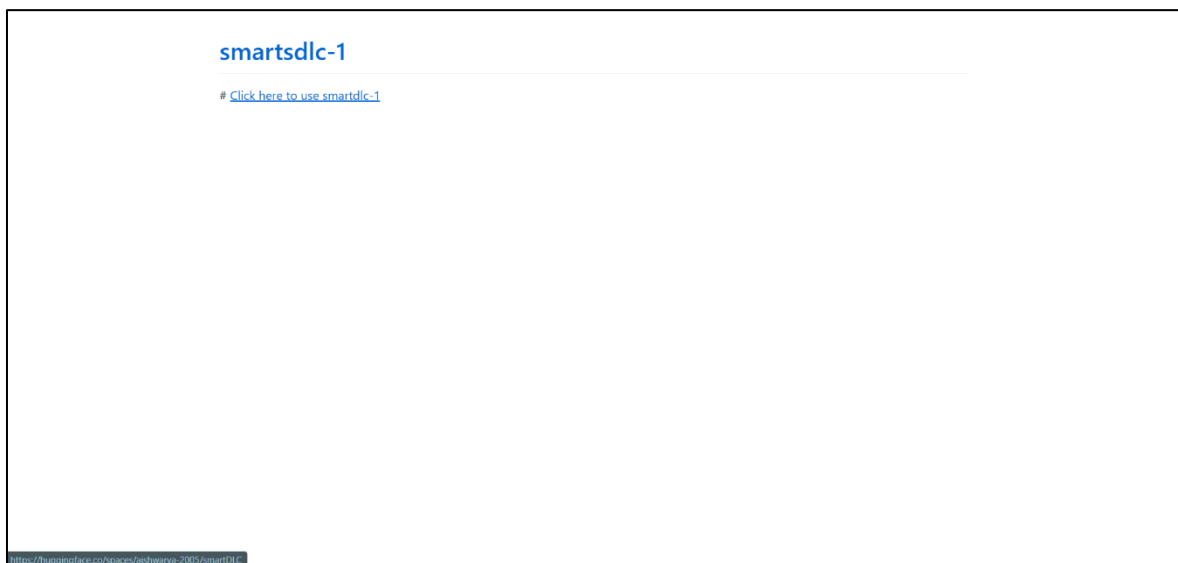 smartsdlc-1
# Click here to use smartdlc-1
https://huggingface.co/spaces/aishwarya-2005/smartDLC